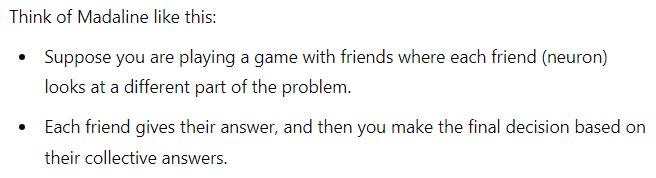 Think of Madaline like this:
• Suppose you are playing a game with friends where each friend (neuron)
looks at a different part of the problem.
• Each friend gives their answer, and then you make the final decision based on
their collective answers.